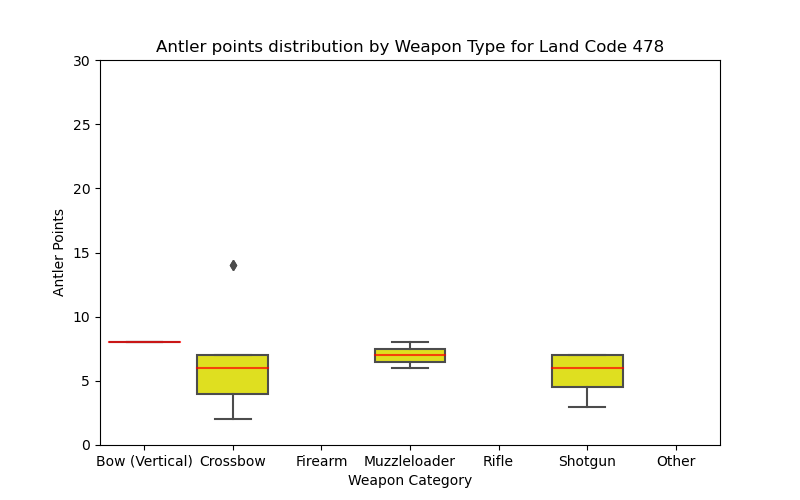 Antler points distribution by Weapon Type for Land Code 478
30
25
20
15
10
5
0
Antler Points
Bow (Vertical) Crossbow Firearm Muzzleloader Rifle Shotgun Other
Weapon Category